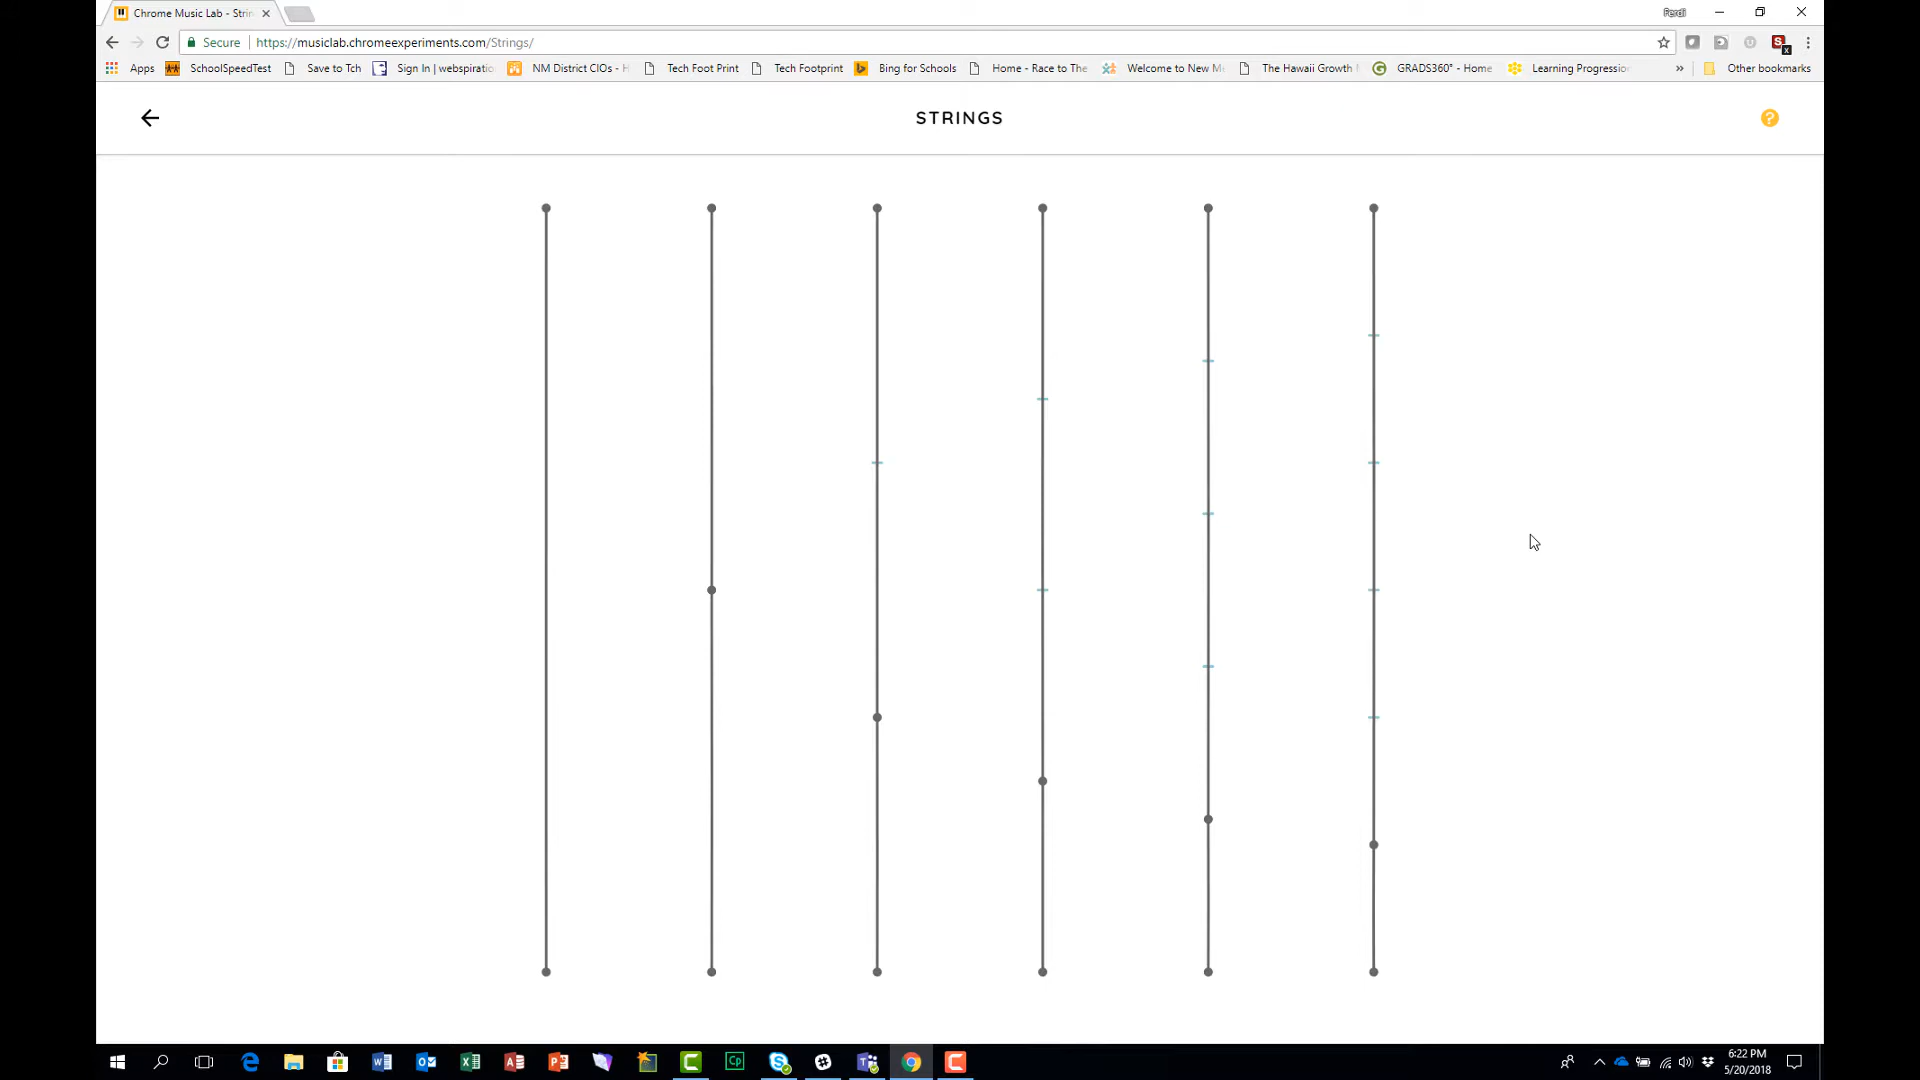 Chrome Music Lab - Strin
Ferdi
Secure https://musiclab.chromeexperiments.com/Strings/
Apps SchoolSpeedTest Save to Tch Sign In | webspiratio NM District CIOs - H Tech Foot Print Tech Footprint Bing for Schools Home - Race to The Welcome to New Me The Hawaii Growth GRADS360° - Home Learning Progressio » Other bookmarks
STRINGS
?
6:22 PM
5/20/2018